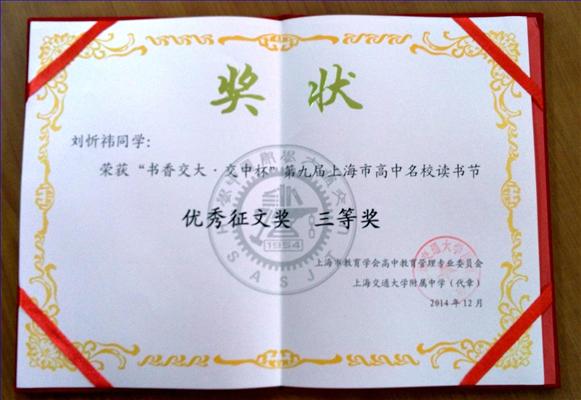 奖状
刘忻祎同学:
荣获“书香交大·交中杯”第九届上海市高中名校读书节
优秀征文奖 三等奖
上海市教育学会高中教育管理专业委员会
上海交通大学附属中学(代章)
2014年12月
1954
SASJT